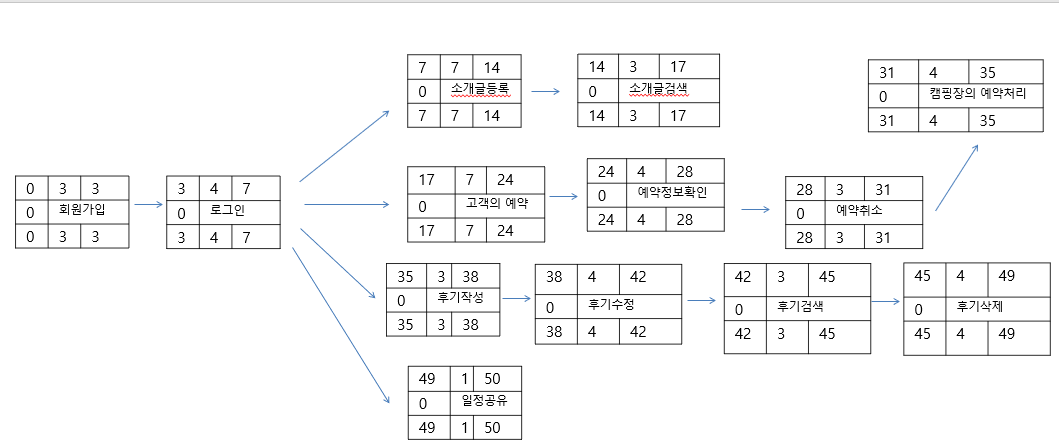 0 3 3
0 회원가입
0 3 3
3 4 7
0 로그인
3 4 7
7 7 14
0 소개글등록
7 7 14
14 3 17
0 소개글검색
14 3 17
17 7 24
0 고객의 예약
17 7 24
24 4 28
0 예약정보확인
24 4 28
28 3 31
0 예약취소
28 3 31
31 4 35
0 캠핑장의 예약처리
31 4 35
35 3 38
0 후기작성
35 3 38
38 4 42
0 후기수정
38 4 42
42 3 45
0 후기검색
42 3 45
45 4 49
0 후기삭제
45 4 49
49 1 50
0 일정공유
49 1 50